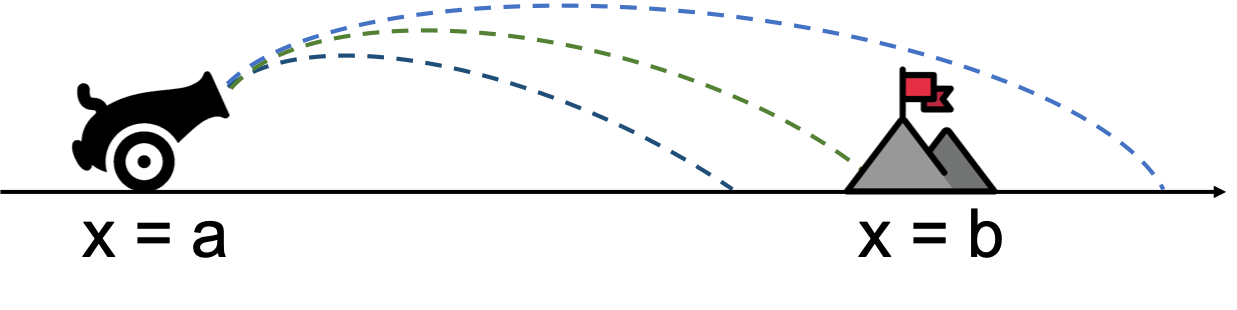 x = a x = b